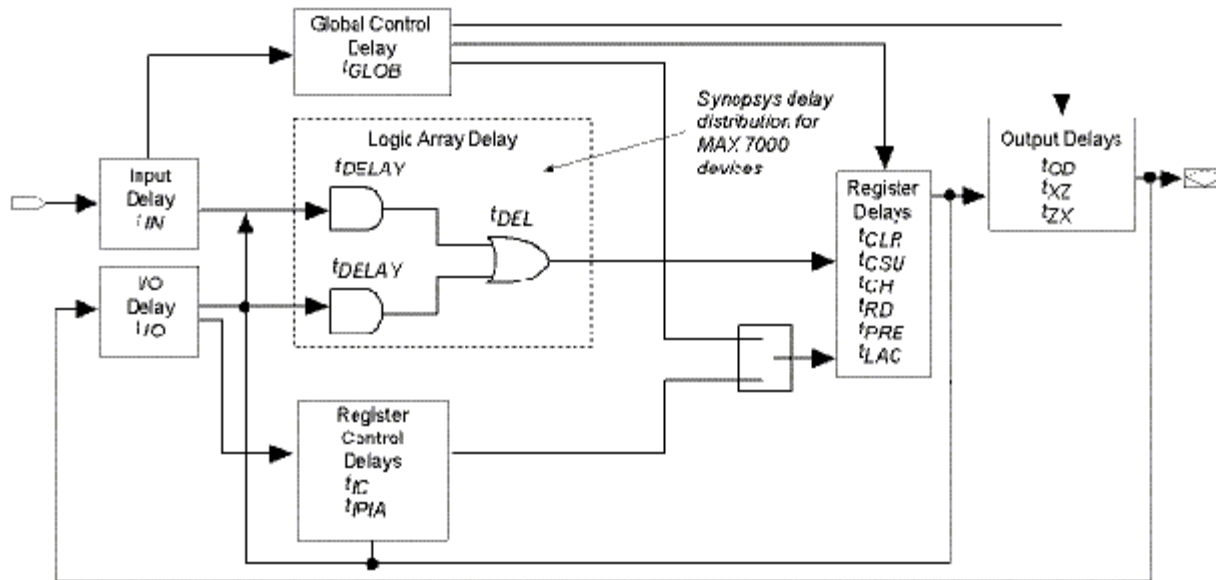 Global Control
Delay
tGLOB
Synopsys delay
distribution for
MAX 7000
devices
Logic Array Delay
tDELAY
tDEL
tDELAY
Input
Delay
tIN
I/O
Delay
tIO
Register
Control
Delays
tIC
tPIA
Register
Delays
tCLR
tCSU
tCH
tRD
tPRE
tLAC
Output Delays
tOD
tXZ
tZX